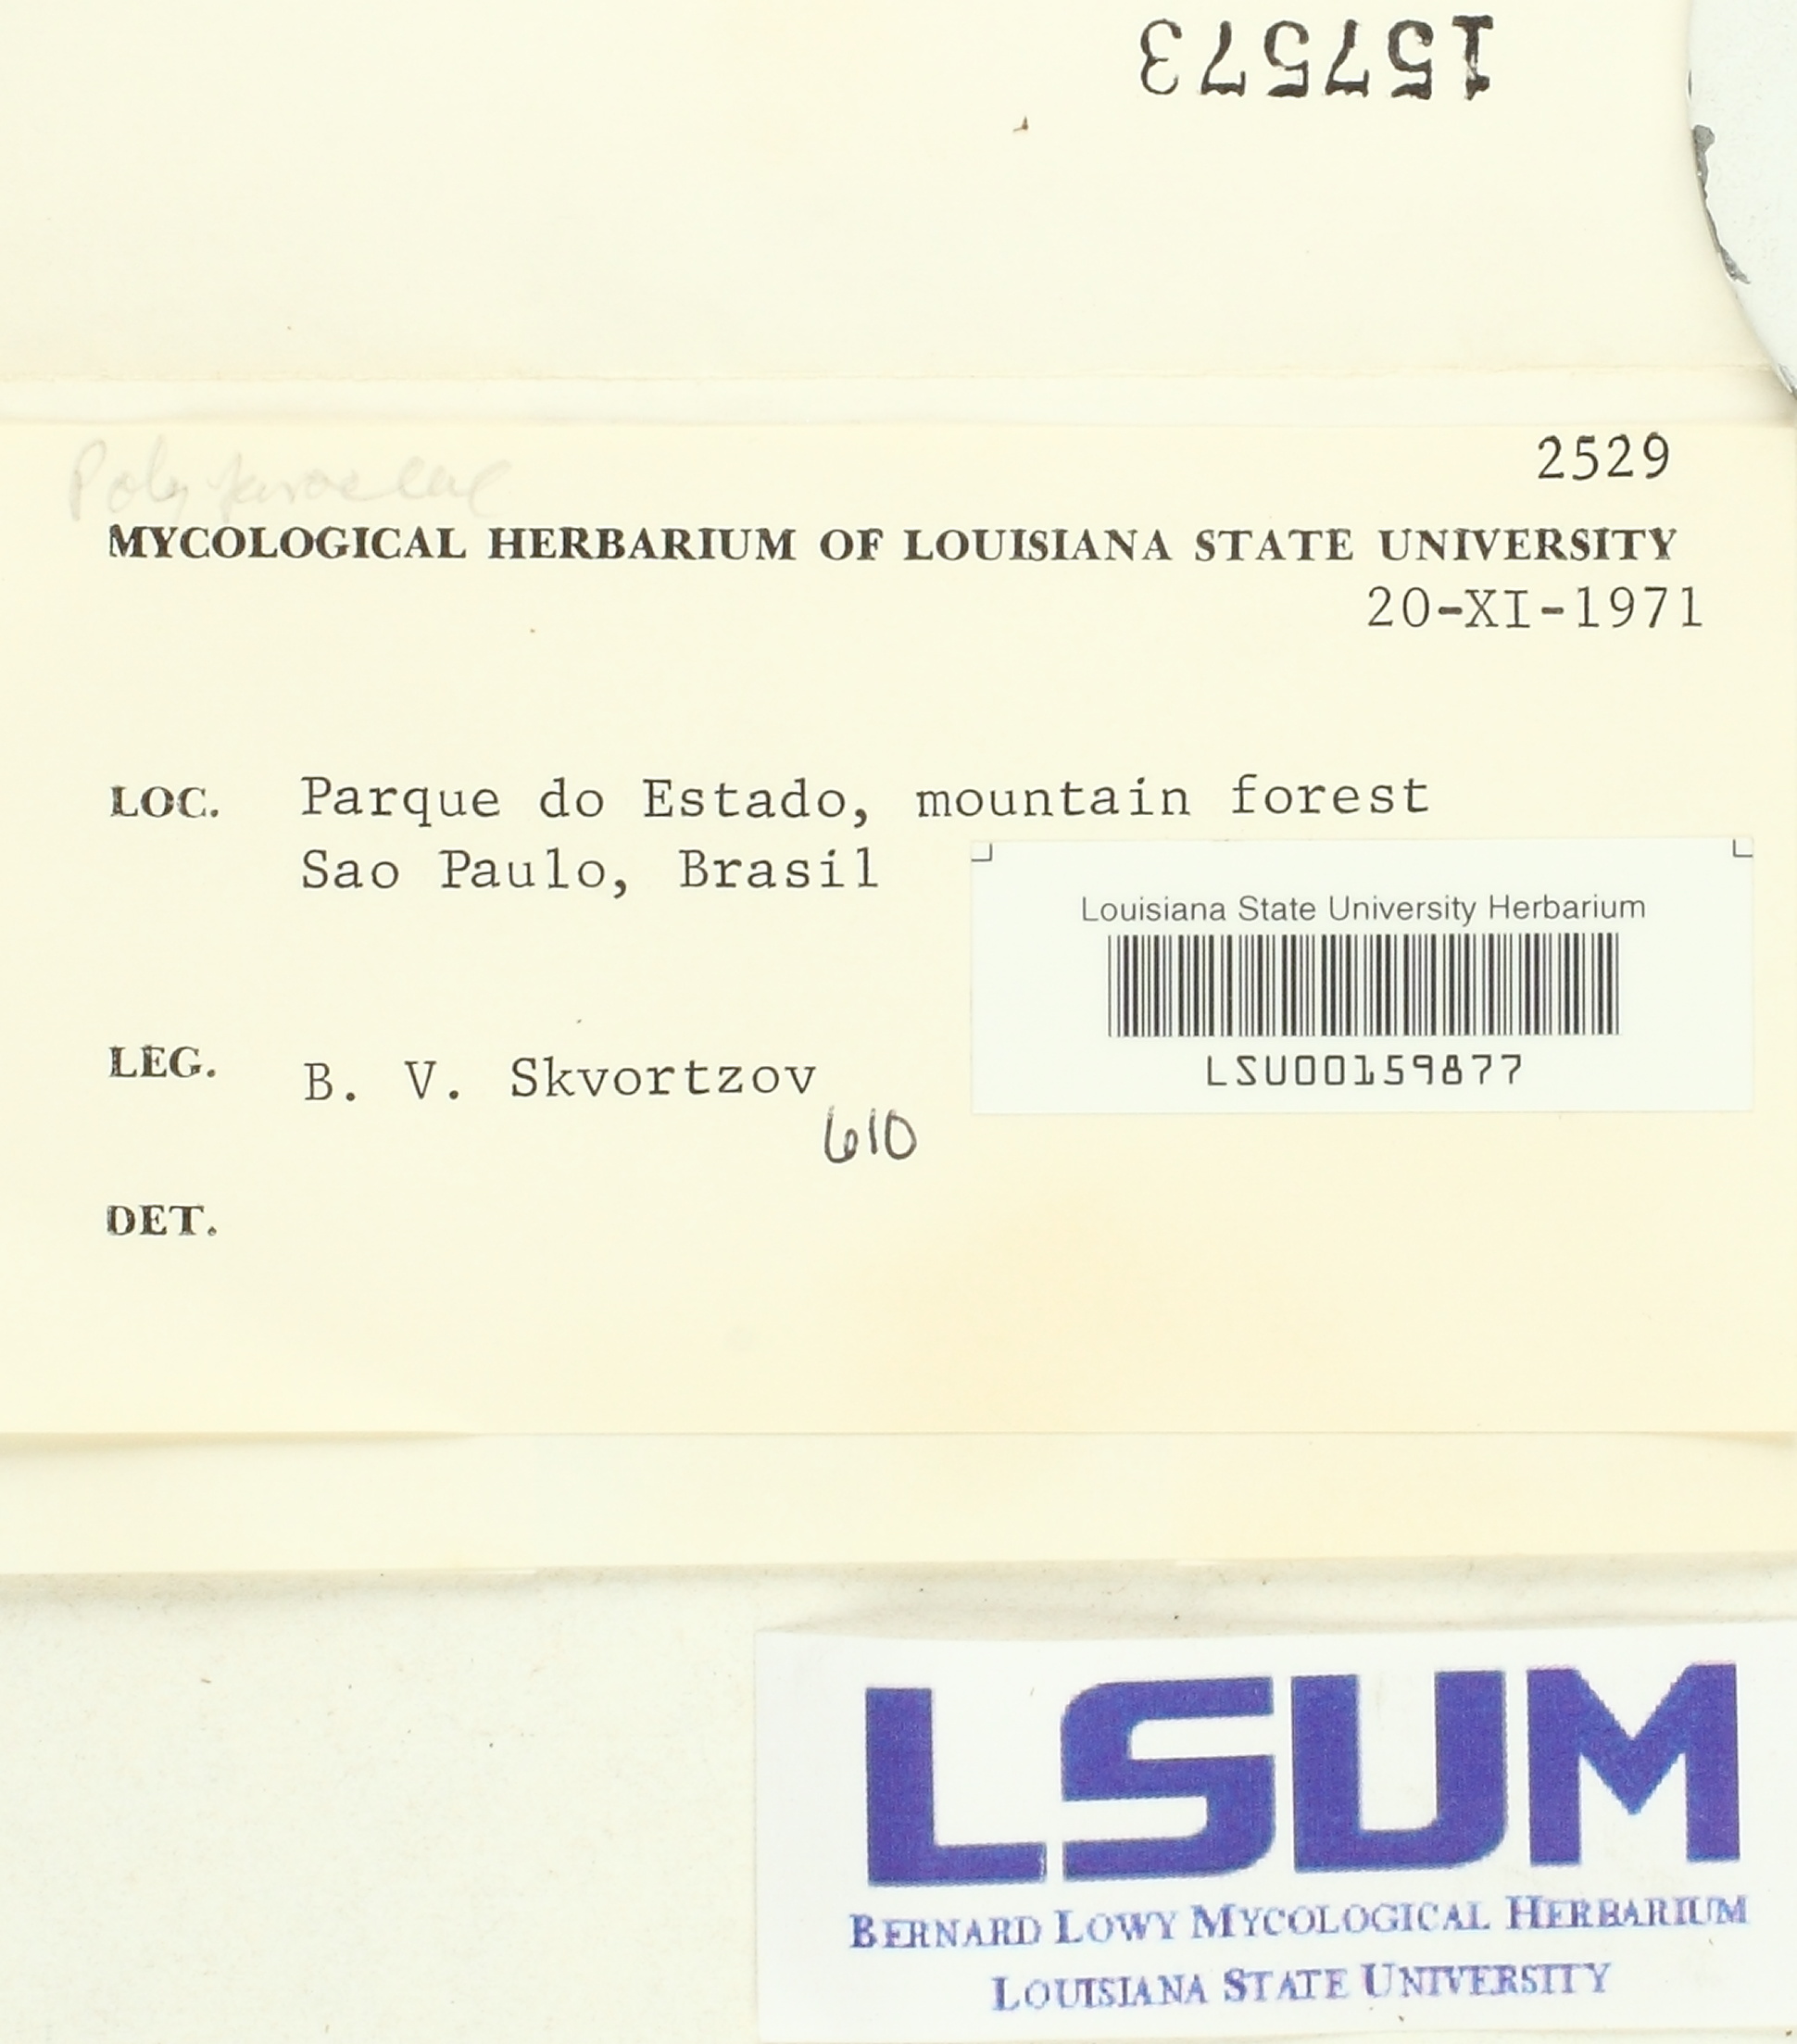 157573
Polyporaceae
2529
MYCOLOGICAL HERBARIUM OF LOUISIANA STATE UNIVERSITY
20-XI-1971
LOC. Parque do Estado, mountain forest
Sao Paulo, Brasil
Louisiana State University Herbarium
LSU00159877
LEG. B. V. Skvortzov
610
DET.
LSUM
BERNARD LOWY MYCOLOGICAL HERBARIUM
LOUISIANA STATE UNIVERSITY